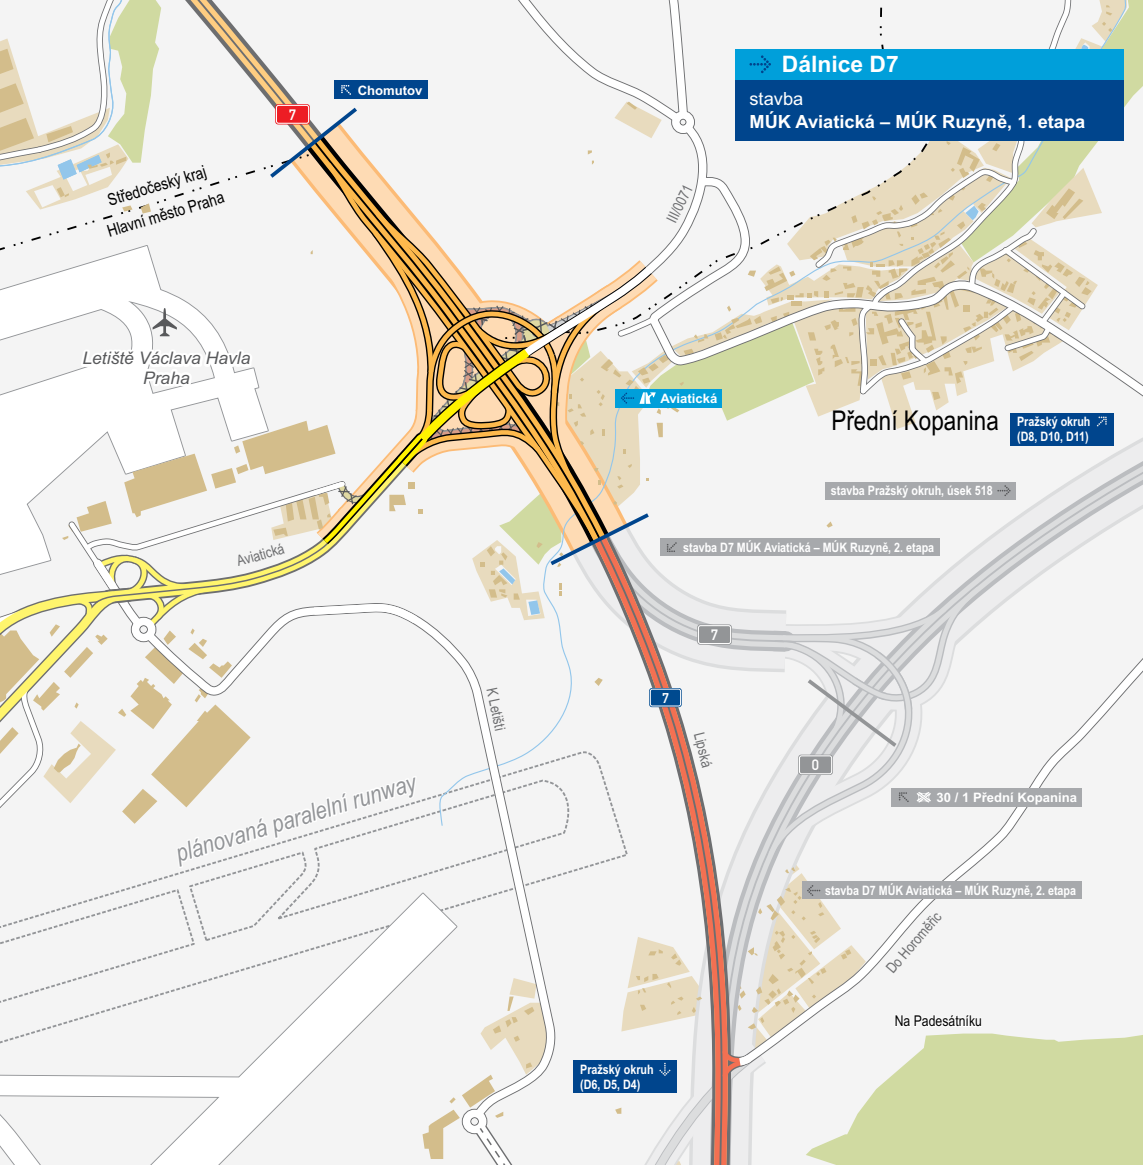 Dálnice D7
stavba
MÚK Aviatická – MÚK Ruzyně, 1. etapa
Chomutov
7
Středočeský kraj
Hlavní město Praha
III/0071
Letiště Václava Havla
Praha
Aviatická
Přední Kopanina
Pražský okruh
(D8, D10, D11)
stavba Pražský okruh, úsek 518
stavba D7 MÚK Aviatická – MÚK Ruzyně, 2. etapa
Aviatická
7
7
K Letišti
Lipská
0
30 / 1 Přední Kopanina
plánovaná paralelní runway
stavba D7 MÚK Aviatická – MÚK Ruzyně, 2. etapa
Do Horoměřic
Na Padesátníku
Pražský okruh
(D6, D5, D4)